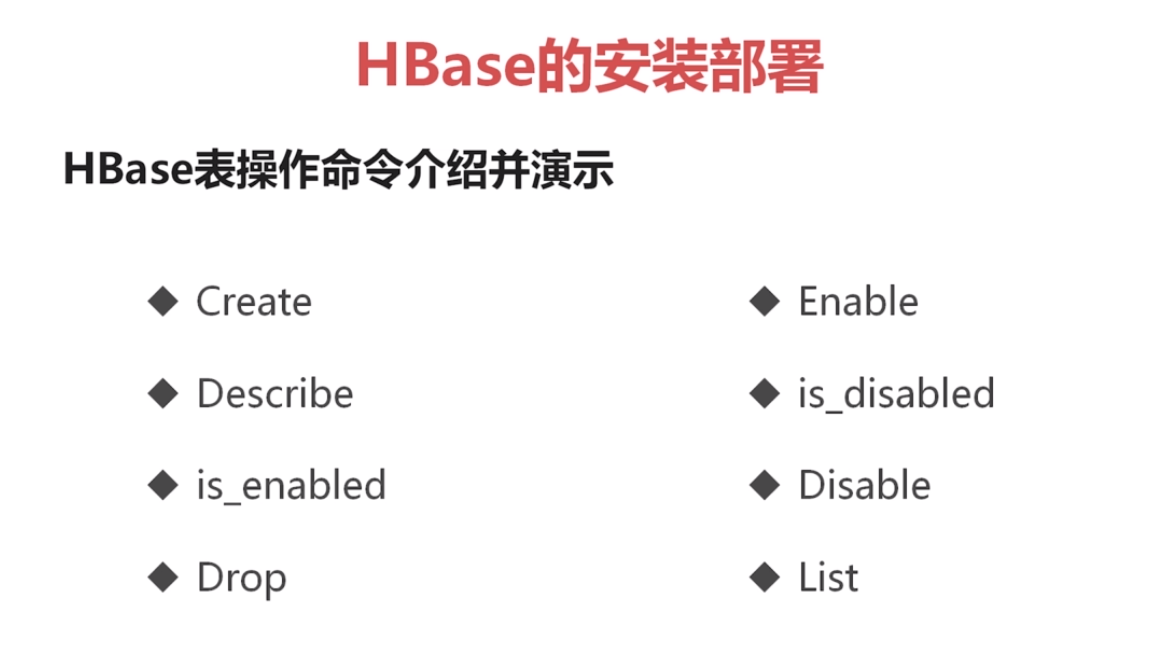 HBase的安装部署
HBase表操作命令介绍并演示
◆ Create
◆ Describe
◆ is_enabled
◆ Drop
◆ Enable
◆ is_disabled
◆ Disable
◆ List